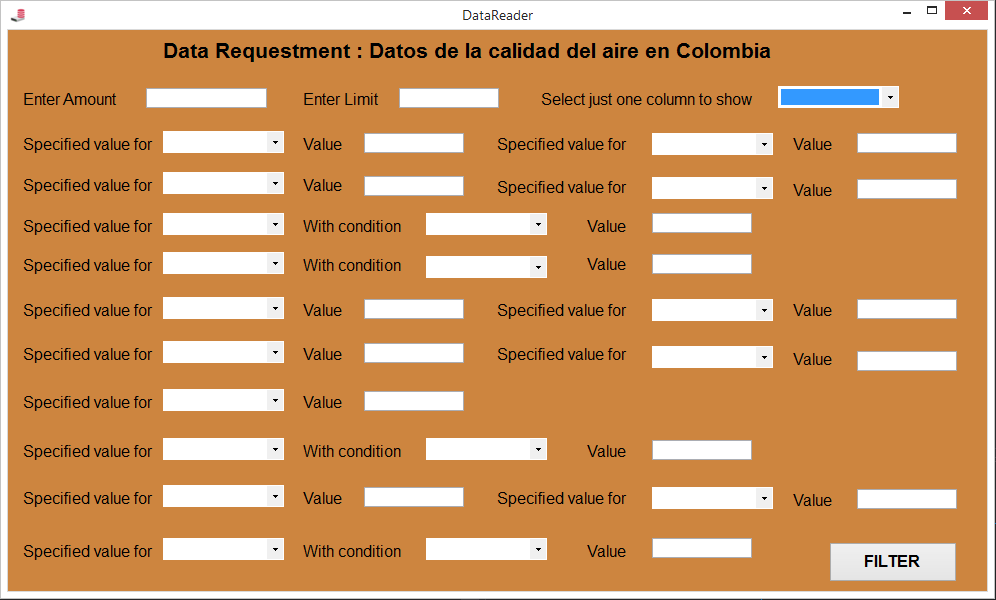 DataReader
Data Requestment : Datos de la calidad del aire en Colombia
Enter Amount Enter Limit Select just one column to show
Specified value for Value Specified value for Value
Specified value for Value Specified value for Value
Specified value for With condition Value
Specified value for With condition Value
Specified value for Value Specified value for Value
Specified value for Value Specified value for Value
Specified value for Value
Specified value for With condition Value
Specified value for Value Specified value for Value
Specified value for With condition Value
FILTER